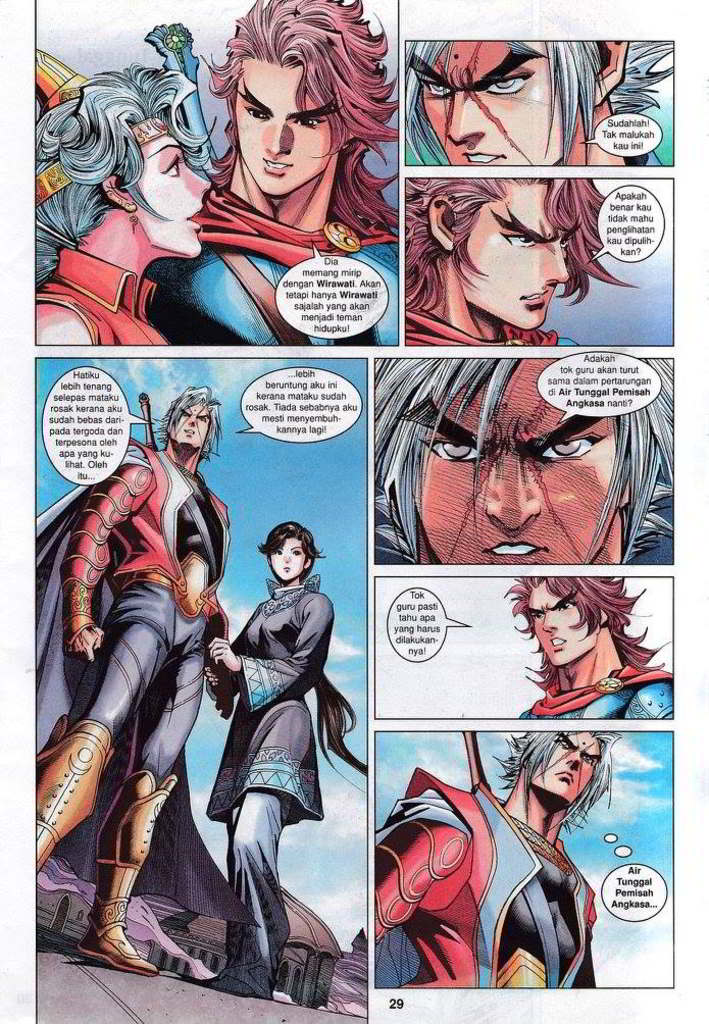 Dia
memang mirip
dengan Wirawati. Akan
tetapi hanya Wirawati
sajalah yang akan
menjadi teman
hidupku!
Sudahlah!
Tak malukah
kau ini!
Apakah
benar kau
tidak mahu
penglihatan
kau dipulih-
kan?
Hatiku
lebih tenang
selepas mataku
rosak kerana aku
sudah bebas dari-
pada tergoda dan
terpesona oleh
apa yang ku-
lihat. Oleh
itu...
...lebih
beruntung aku ini
kerana mataku sudah
rosak. Tiada sebabnya aku
mesti menyembuh-
kannya lagi!
Adakah
tok guru akan turut
sama dalam pertarungan
di Air Tunggal Pemisah
Angkasa nanti?
Tok
guru pasti
tahu apa
yang harus
dilakukan-
nya!
Air
Tunggal
Pemisah
Angkasa...
29